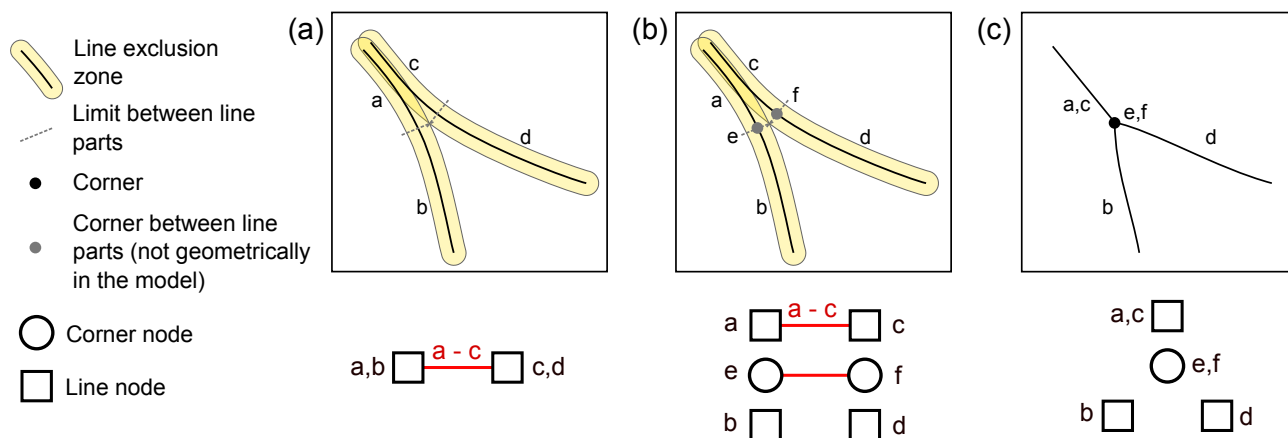 Line exclusion
zone
Limit between line
parts
Corner
Corner between line
parts (not geometrically
in the model)
Corner node
Line node
(a)
c
a
d
b
a,b
a - c
c,d
(b)
c
a
f
e
d
b
a
a - c
c
e
f
b
d
(c)
a,c
e,f
d
b
a,c
e,f
b
d